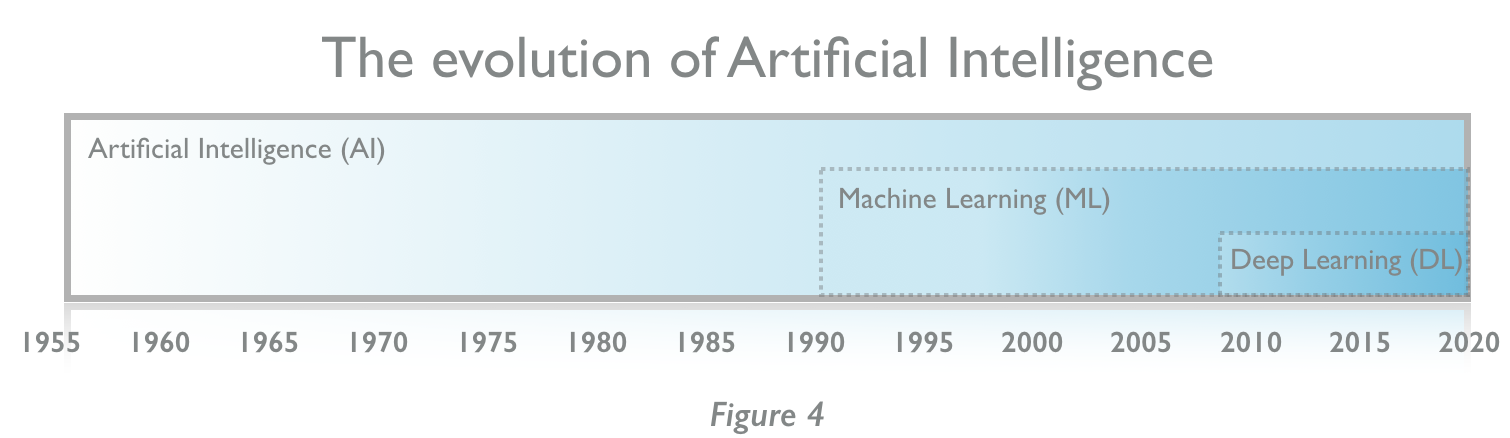 The evolution of Artificial Intelligence
Artificial Intelligence (AI)
Machine Learning (ML)
Deep Learning (DL)
1955 1960 1965 1970 1975 1980 1985 1990 1995 2000 2005 2010 2015 2020
Figure 4